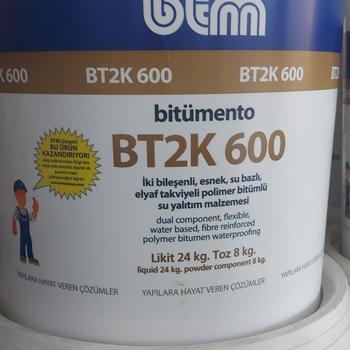 btm
K 600
BT2K 600
BT2K 600
bitümento
BT2K 600
İki bileşenli, esnek, su bazlı,
elyaf takviyeli polimer bitümlü
su yalıtım malzemesi
dual component, flexible,
water based, fibre reinforced
polymer bitumen waterproofing
Likit 24 kg. Toz 8 kg.
liquid 24 kg. powder component 8 kg.
BU ÜRÜN
KAZANDIRIYOR!
YAPILARA HAYAT VEREN ÇÖZÜMLER
YAPILARA HAYAT VEREN ÇÖZÜMLER